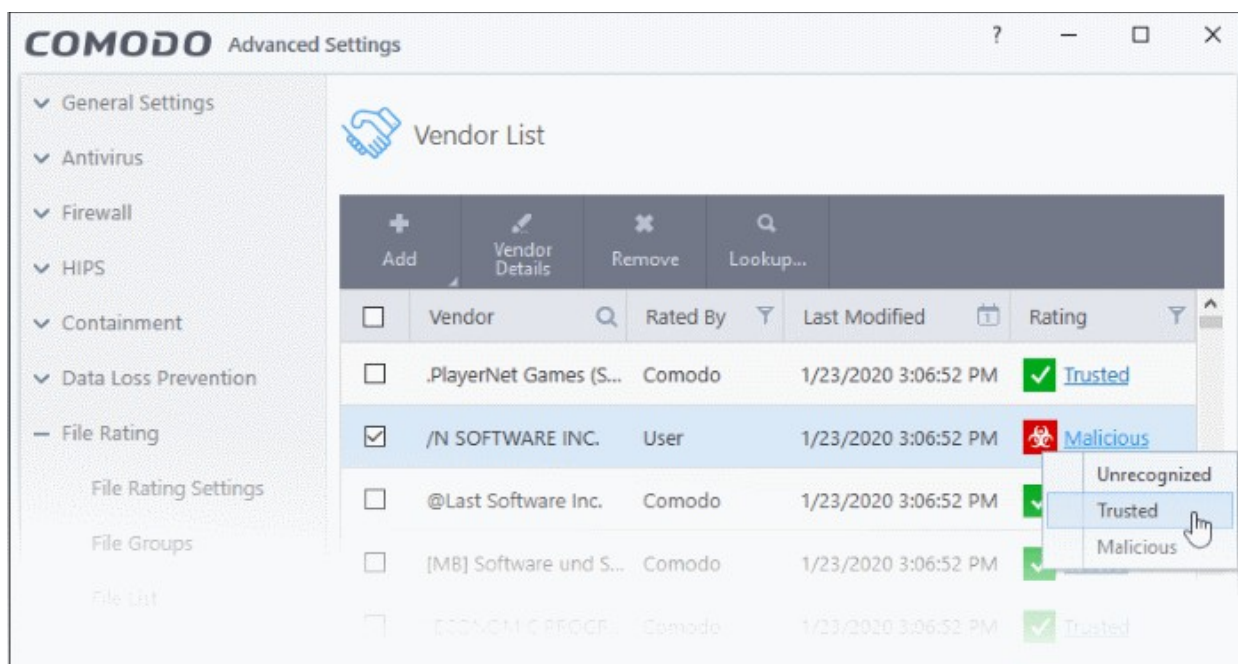 COMODO Advanced Settings ?
General Settings
Antivirus
Firewall
HIPS
Containment
Data Loss Prevention
File Rating
File Rating Settings
File Groups
File List
Vendor List
Add
Vendor
Details
Remove
Lookup...
Vendor Rated By Last Modified 1 Rating
.PlayerNet Games (S... Comodo 1/23/2020 3:06:52 PM Trusted
/N SOFTWARE INC. User 1/23/2020 3:06:52 PM Malicious
@Last Software Inc. Comodo 1/23/2020 3:06:52 PM
[MB] Software und S... Comodo 1/23/2020 3:06:52 PM
Comodo 1/23/2020 3:06:52 PM Trusted
Unrecognized
Trusted
Malicious